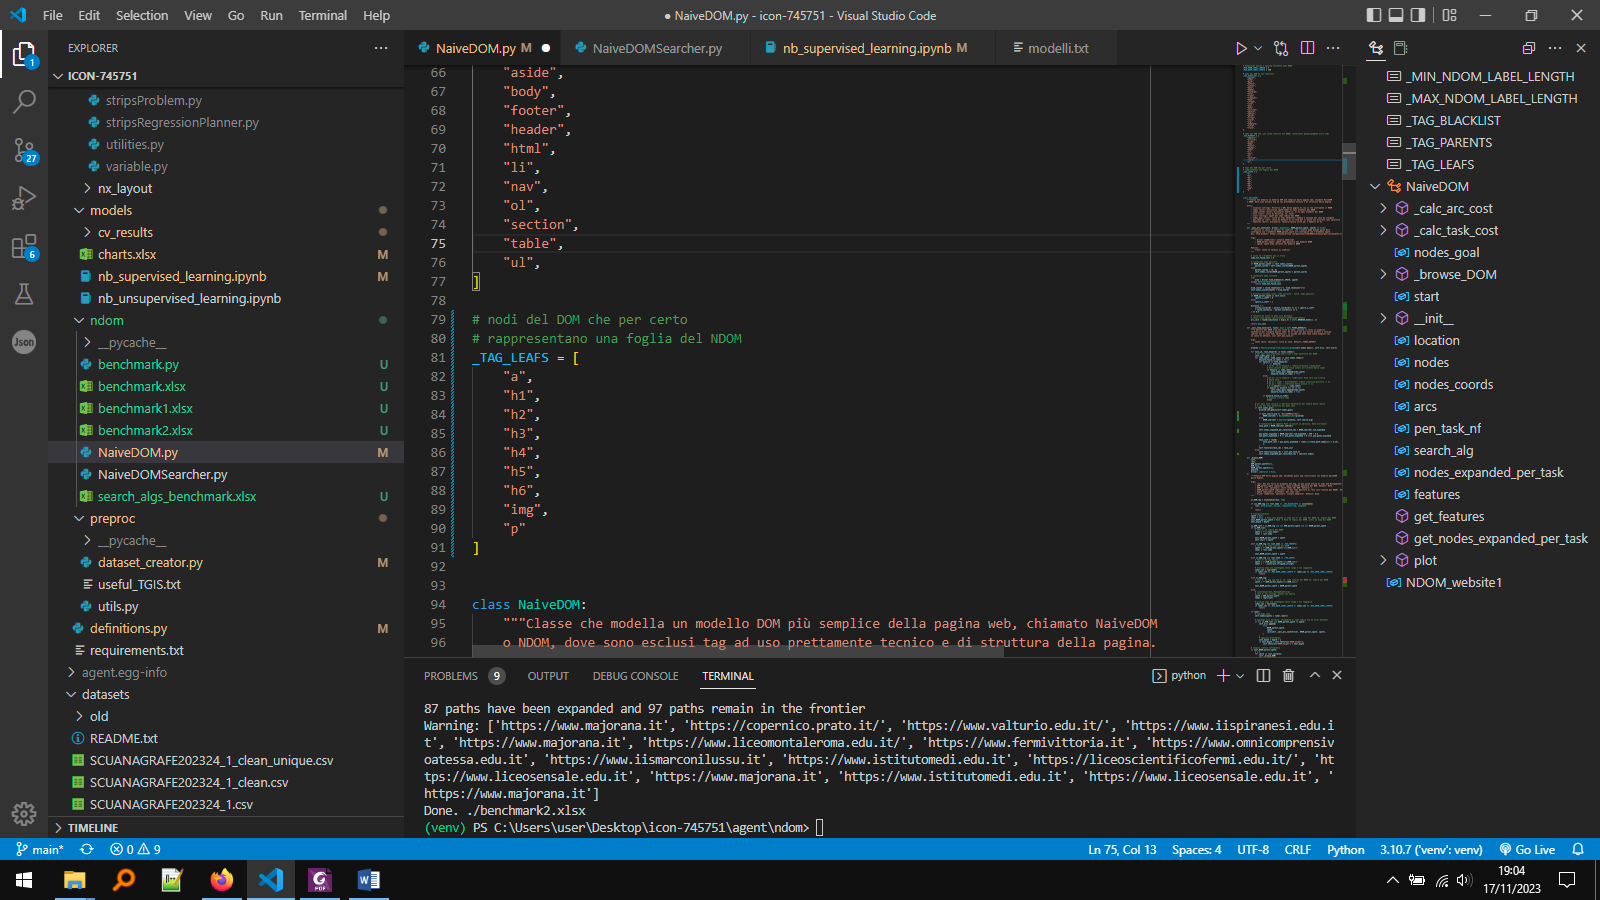 File Edit Selection View Go Run Terminal Help
● NaiveDOM.py - icon-745751 - Visual Studio Code
EXPLORER
ICON-745751
stripsProblem.py
stripsRegressionPlanner.py
utilities.py
variable.py
nx_layout
models
cv_results
charts.xlsx M
nb_supervised_learning.ipynb M
nb_unsupervised_learning.ipynb
ndom
__pycache__
benchmark.py U
benchmark.xlsx U
benchmark1.xlsx U
benchmark2.xlsx U
NaiveDOM.py M
NaiveDOMSearcher.py
search_algs_benchmark.xlsx U
preproc
__pycache__
dataset_creator.py M
useful_TGIS.txt
utils.py
definitions.py M
requirements.txt
agent.egg-info
datasets
old
README.txt
SCUANAGRAFE202324_1_clean_unique.csv
SCUANAGRAFE202324_1_clean.csv
SCUANAGRAFE202324_1.csv
TIMELINE
1
27
6
Json
NaiveDOM.py M ● NaiveDOMSearcher.py nb_supervised_learning.ipynb M modelli.txt
66 "aside",
67 "body",
68 "footer",
69 "header",
70 "html",
71 "li",
72 "nav",
73 "ol",
74 "section",
75 "table",
76 "ul",
77 ]
78
79 # nodi del DOM che per certo
80 # rappresentano una foglia del NDOM
81 _TAG_LEAFS = [
82 "a",
83 "h1",
84 "h2",
85 "h3",
86 "h4",
87 "h5",
88 "h6",
89 "img",
90 "p"
91 ]
92
93
94 class NaiveDOM:
95 """Classe che modella un modello DOM più semplice della pagina web, chiamato NaiveDOM
96 o NDOM, dove sono esclusi tag ad uso prettamente tecnico e di struttura della pagina.
_MIN_NDOM_LABEL_LENGTH
_MAX_NDOM_LABEL_LENGTH
_TAG_BLACKLIST
_TAG_PARENTS
_TAG_LEAFS
NaiveDOM
_calc_arc_cost
_calc_task_cost
nodes_goal
_browse_DOM
start
__init__
location
nodes
nodes_coords
arcs
pen_task_nf
search_alg
nodes_expanded_per_task
features
get_features
get_nodes_expanded_per_task
plot
NDOM_website1
PROBLEMS 9 OUTPUT DEBUG CONSOLE TERMINAL python
87 paths have been expanded and 97 paths remain in the frontier
Warning: ['https://www.majorana.it', 'https://copernico.prato.it/', 'https://www.valturio.edu.it/', 'https://www.iispiranesi.edu.i
t', 'https://www.majorana.it', 'https://www.liceomontaleroma.edu.it/', 'https://www.fermivittoria.it', 'https://www.omnicomprensiv
oatessa.edu.it', 'https://www.iismarconilussu.it', 'https://www.istitutomedi.edu.it', 'https://liceoscientificofermi.edu.it/', 'ht
tps://www.liceosensale.edu.it', 'https://www.majorana.it', 'https://www.istitutomedi.edu.it', 'https://www.liceosensale.edu.it', '
https://www.majorana.it']
Done. ./benchmark2.xlsx
(venv) PS C:\Users\user\Desktop\icon-745751\agent\ndom>
main* 0 9 Ln 75, Col 13 Spaces: 4 UTF-8 CRLF Python 3.10.7 ('venv': venv) Go Live
19:04
17/11/2023